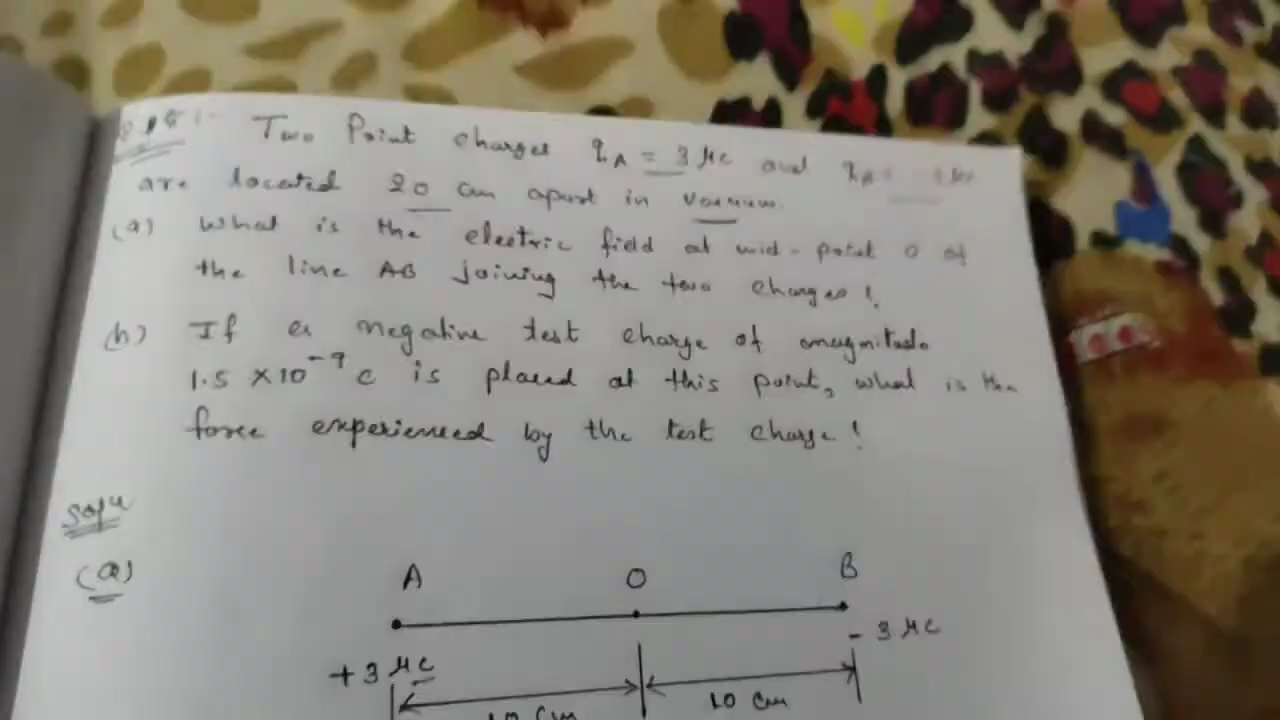 Two Point charges qA = 3 μc and
are located 20 cm apart in vacuum.
(a) What is the electric field at mid-point O of
the line AB joining the two charges?
(b) If a negative test charge of magnitude
1.5 × 10⁻⁹ c is placed at this point, what is the
force experienced by the test charge?
Solu
(a)
A O B
- 3 μc
+ 3 μc
10 cm 10 cm